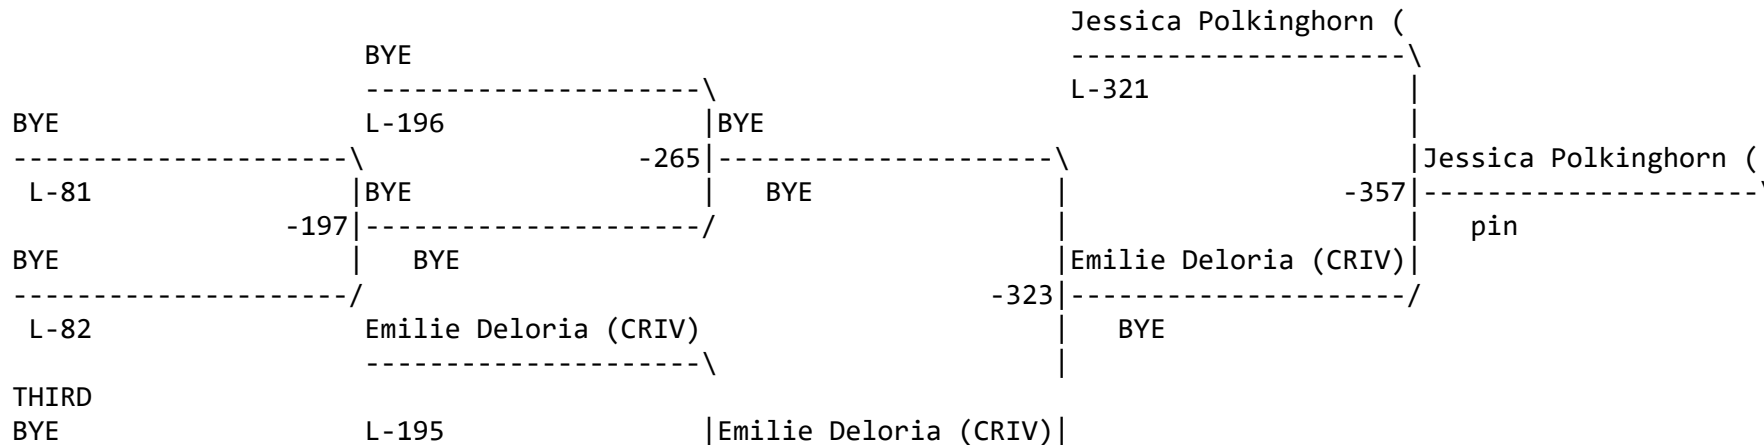 Jessica Polkinghorn (
BYE ---------------------\
---------------------\ L-321 |
BYE L-196 |BYE |
---------------------\ -265|---------------------\ |Jessica Polkinghorn (
L-81 |BYE | BYE | -357|---------------------\
-197|---------------------/ | | pin
BYE | BYE |Emilie Deloria (CRIV)|
---------------------/ -323|---------------------/
L-82 Emilie Deloria (CRIV) | BYE
---------------------\ |
THIRD
BYE L-195 |Emilie Deloria (CRIV)|